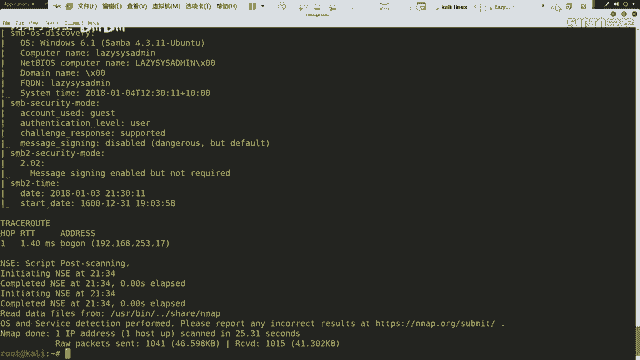 文件(F) 编辑(E) 查看(V) 虚拟机(M) 选项卡(T) 帮助(H)
| smb-os-discovery:
|   OS: Windows 6.1 (Samba 4.3.11-Ubuntu)
|   Computer name: lazysysadmin
|   NetBIOS computer name: LAZYSYSADMIN\x00
|   Domain name: \x00
|   FQDN: lazysysadmin
|_  System time: 2018-01-04T12:30:11+10:00
| smb-security-mode:
|   account_used: guest
|   authentication_level: user
|   challenge_response: supported
|_  message_signing: disabled (dangerous, but default)
| smb2-security-mode:
|   2.02:
|_    Message signing enabled but not required
| smb2-time:
|   date: 2018-01-03 21:30:11
|_  start_date: 1600-12-31 19:03:58
TRACEROUTE
HOP RTT     ADDRESS
1   1.40 ms bogon (192.168.253.17)
NSE: Script Post-scanning.
Initiating NSE at 21:34
Completed NSE at 21:34, 0.00s elapsed
Initiating NSE at 21:34
Completed NSE at 21:34, 0.00s elapsed
Read data files from: /usr/bin/../share/nmap
OS and Service detection performed. Please report any incorrect results at https://nmap.org/submit/ .
Nmap done: 1 IP address (1 host up) scanned in 25.31 seconds
           Raw packets sent: 1041 (46.598KB) | Rcvd: 1015 (41.302KB)
root@kali:~#